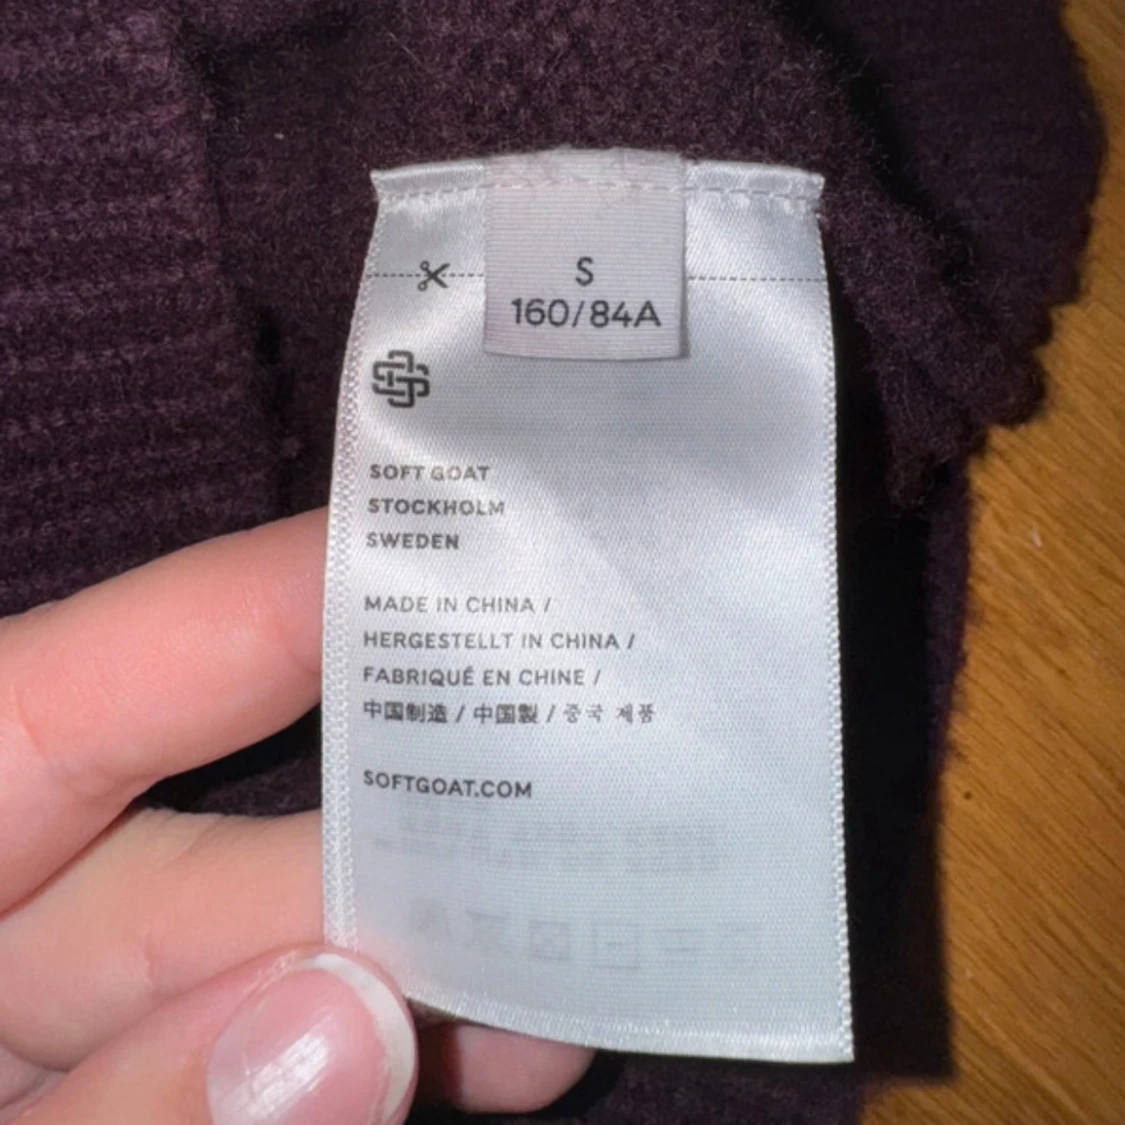 S
160/84A
SOFT GOAT
STOCKHOLM
SWEDEN
MADE IN CHINA /
HERGESTELLT IN CHINA /
FABRIQUÉ EN CHINE /
中国制造 / 中国製 / 중국 제품
SOFTGOAT.COM